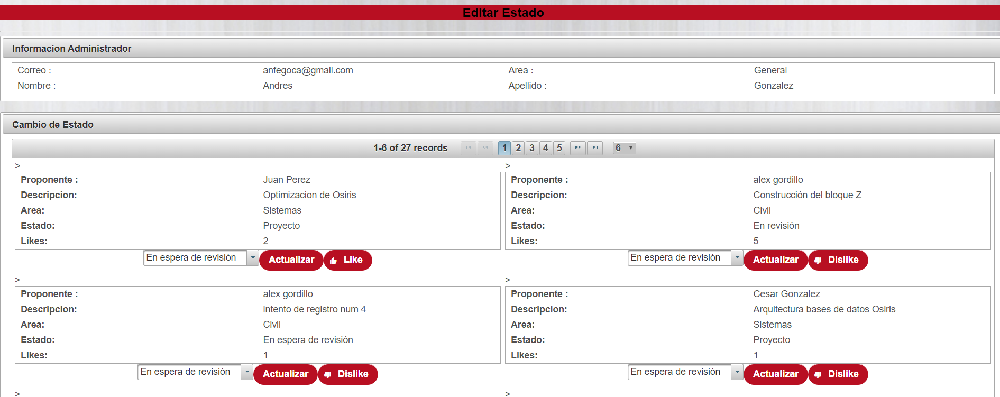 Editar Estado
Informacion Administrador
Correo : anfegoca@gmail.com Area : General
Nombre : Andres Apellido : Gonzalez
Cambio de Estado
1-6 of 27 records 1 2 3 4 5 6
> >
Proponente : Juan Perez Proponente : alex gordillo
Descripcion: Optimizacion de Osiris Descripcion: Construcción del bloque Z
Area: Sistemas Area: Civil
Estado: Proyecto Estado: En revisión
Likes: 2 Likes: 5
En espera de revisión Actualizar Like En espera de revisión Actualizar Dislike
> >
Proponente : alex gordillo Proponente : Cesar Gonzalez
Descripcion: intento de registro num 4 Descripcion: Arquitectura bases de datos Osiris
Area: Civil Area: Sistemas
Estado: En espera de revisión Estado: Proyecto
Likes: 1 Likes: 1
En espera de revisión Actualizar Dislike En espera de revisión Actualizar Dislike
> >